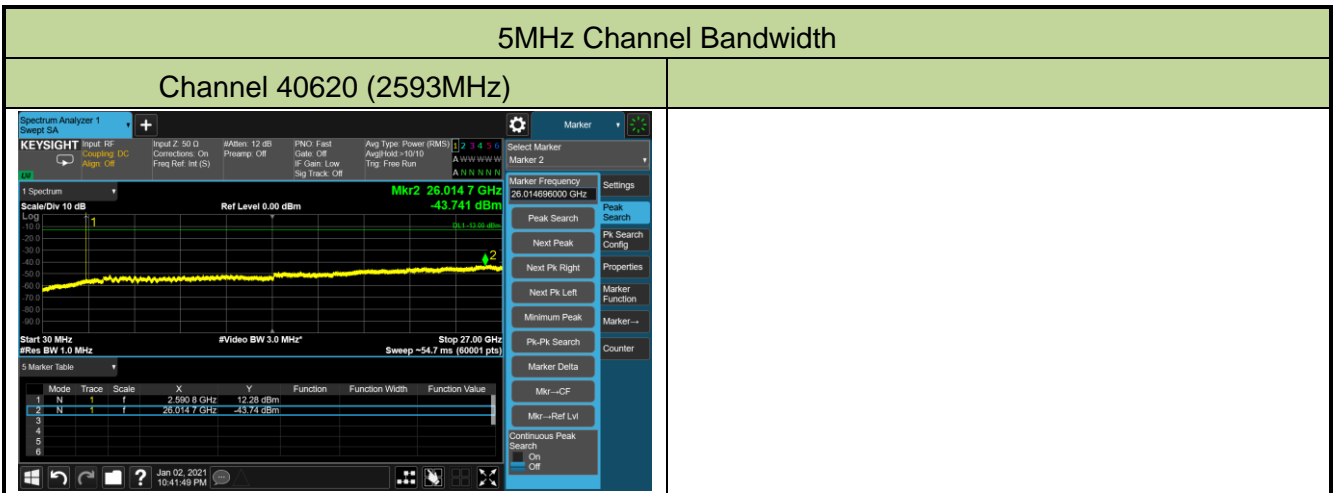 5MHz Channel Bandwidth
Channel 40620 (2593MHz)
Spectrum Analyzer 1
Swept SA
+
Marker
KEYSIGHT
Input: RF
Coupling: DC
Align: Off
Input Z: 50 Ω
Corrections: On
Freq Ref: Int (S)
#Atten: 12 dB
Preamp: Off
PNO: Fast
Gate: Off
IF Gain: Low
Sig Track: Off
Avg Type: Power (RMS)
Avg|Hold:>10/10
Trig: Free Run
1 2 3 4 5 6
A W W W W W
A N N N N N
LXI
Select Marker
Marker 2
1 Spectrum
Scale/Div 10 dB
Ref Level 0.00 dBm
Mkr2 26.014 7 GHz
-43.741 dBm
Log
-10.0
-20.0
-30.0
-40.0
-50.0
-60.0
-70.0
-80.0
-90.0
1
DL1 -13.00 dBm
2
Start 30 MHz
#Res BW 1.0 MHz
#Video BW 3.0 MHz*
Stop 27.00 GHz
Sweep ~54.7 ms (60001 pts)
5 Marker Table
Mode Trace Scale X Y Function Function Width Function Value
1 N 1 f 2.590 8 GHz 12.28 dBm
2 N 1 f 26.014 7 GHz -43.74 dBm
3
4
5
6
Marker Frequency
26.014696000 GHz
Peak Search
Next Peak
Next Pk Right
Next Pk Left
Minimum Peak
Pk-Pk Search
Marker Delta
Mkr→CF
Mkr→Ref Lvl
Continuous Peak
Search
On
Off
Settings
Peak
Search
Pk Search
Config
Properties
Marker
Function
Marker→
Counter
?
Jan 02, 2021
10:41:49 PM